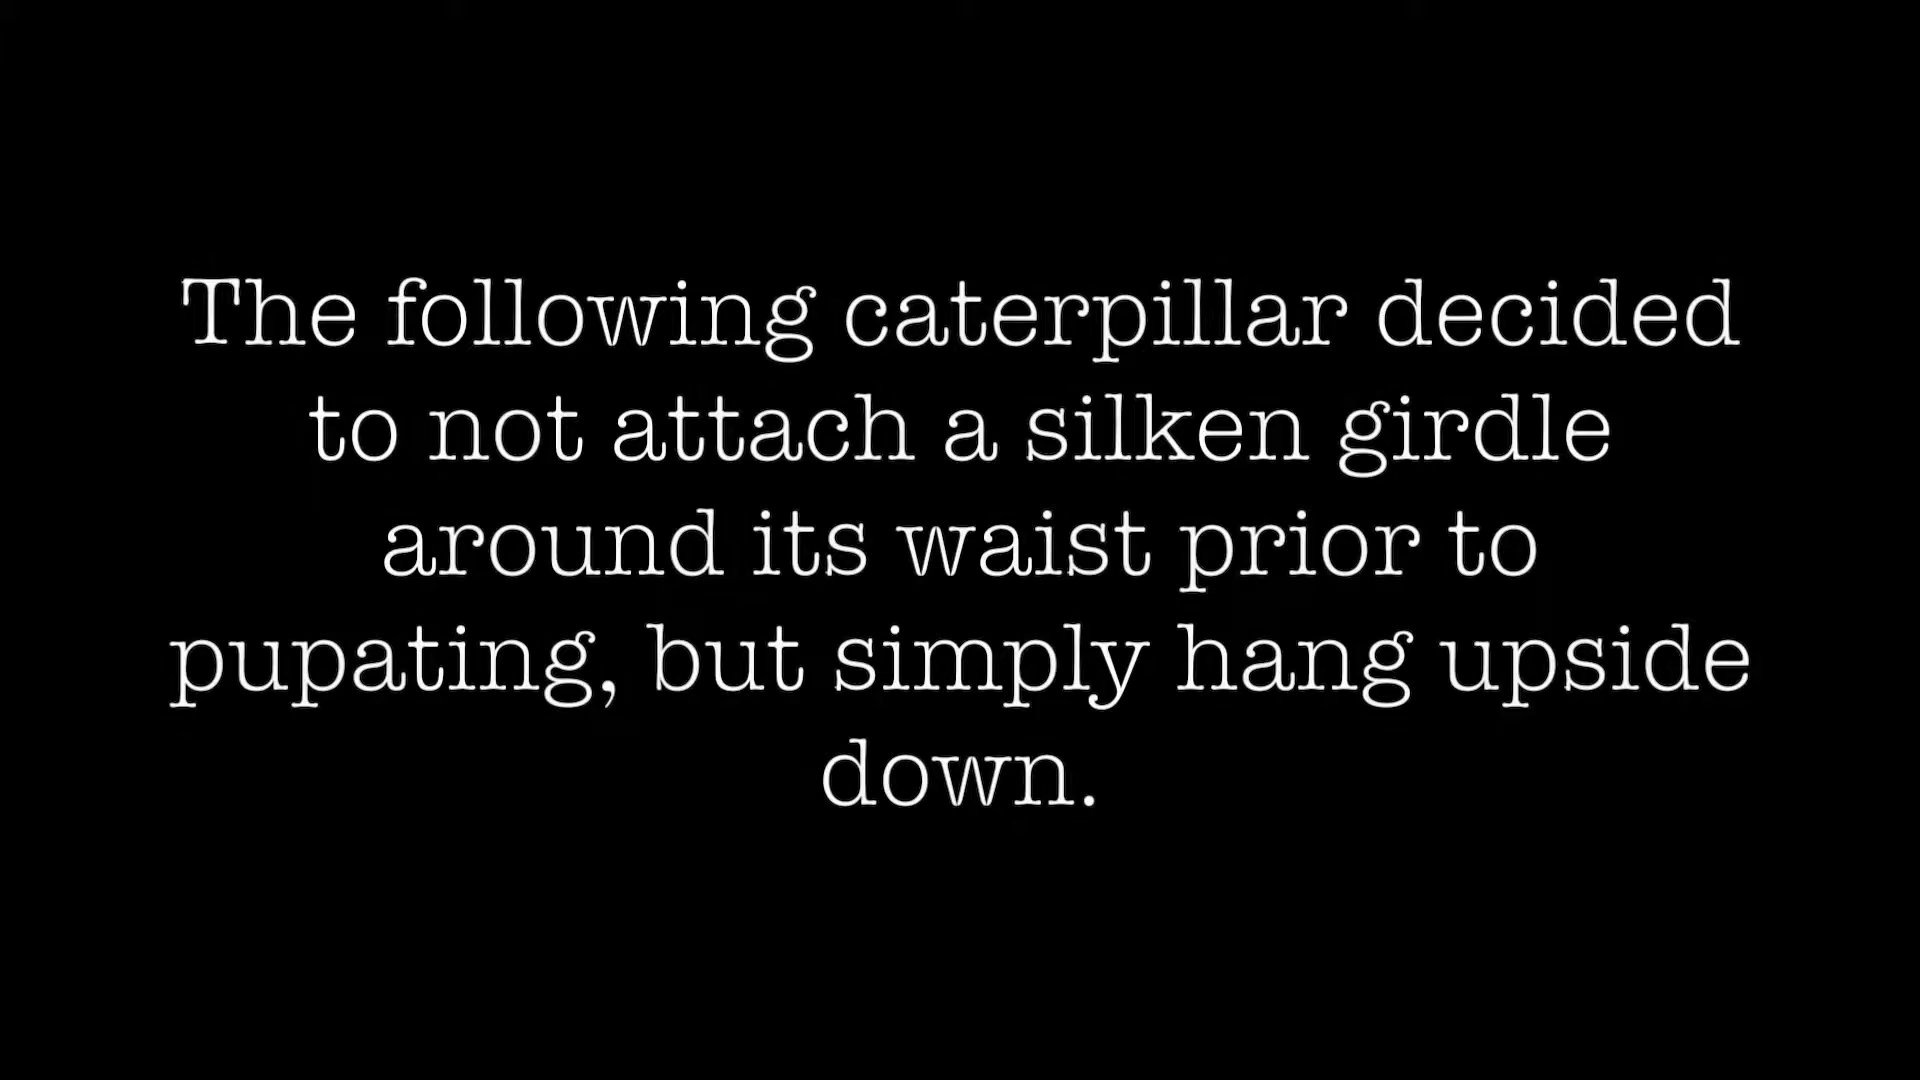 The following caterpillar decided
to not attach a silken girdle
around its waist prior to
pupating, but simply hang upside
down.